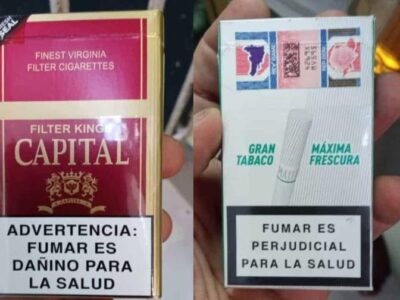 SEAL
FINEST VIRGINIA
FILTER CIGARETTES
FILTER KINGS
CAPITAL
ADVERTENCIA:
FUMAR ES
DAÑINO PARA
LA SALUD
GRAN
TABACO
MÁXIMA
FRESCURA
FUMAR ES
PERJUDICIAL
PARA LA SALUD